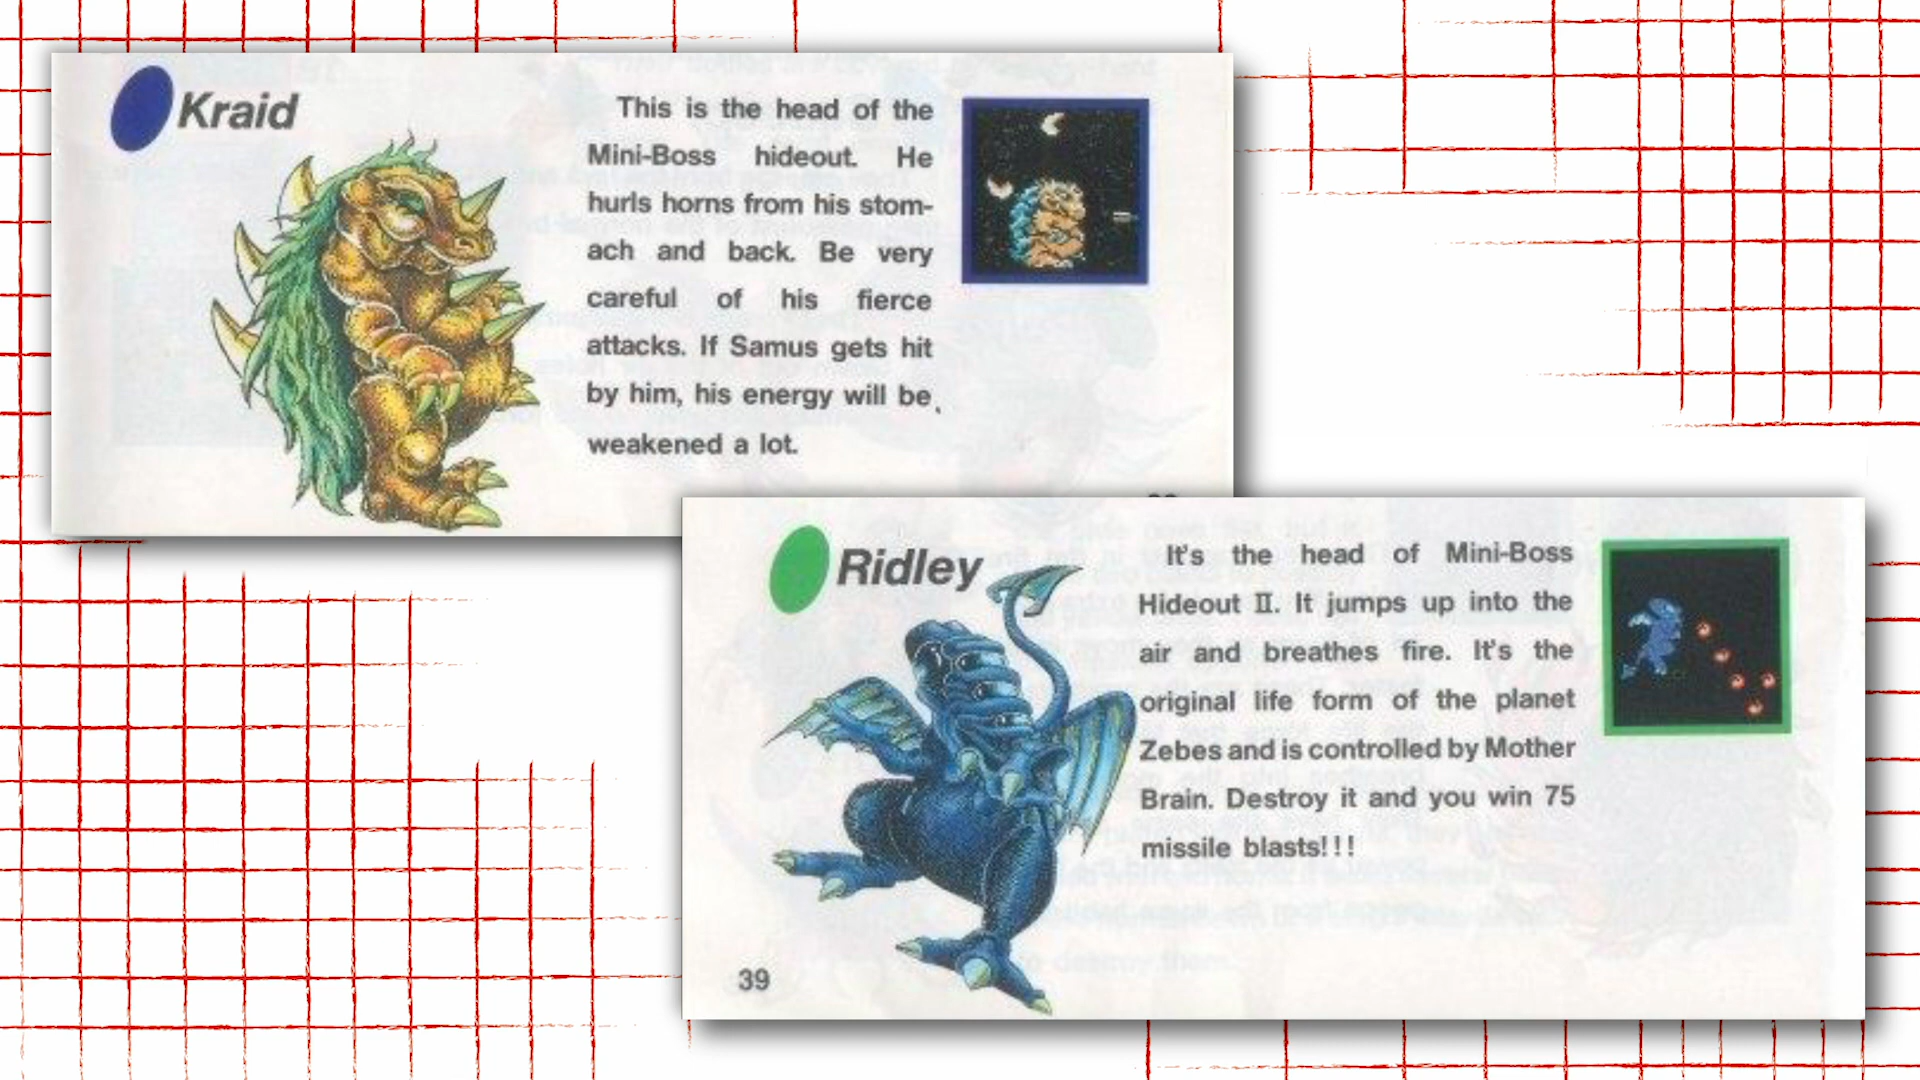 Kraid
This is the head of the
Mini-Boss hideout. He
hurls horns from his stom-
ach and back. Be very
careful of his fierce
attacks. If Samus gets hit
by him, his energy will be
weakened a lot.
Ridley
It's the head of Mini-Boss
Hideout II. It jumps up into the
air and breathes fire. It's the
original life form of the planet
Zebes and is controlled by Mother
Brain. Destroy it and you win 75
missile blasts!!!
39